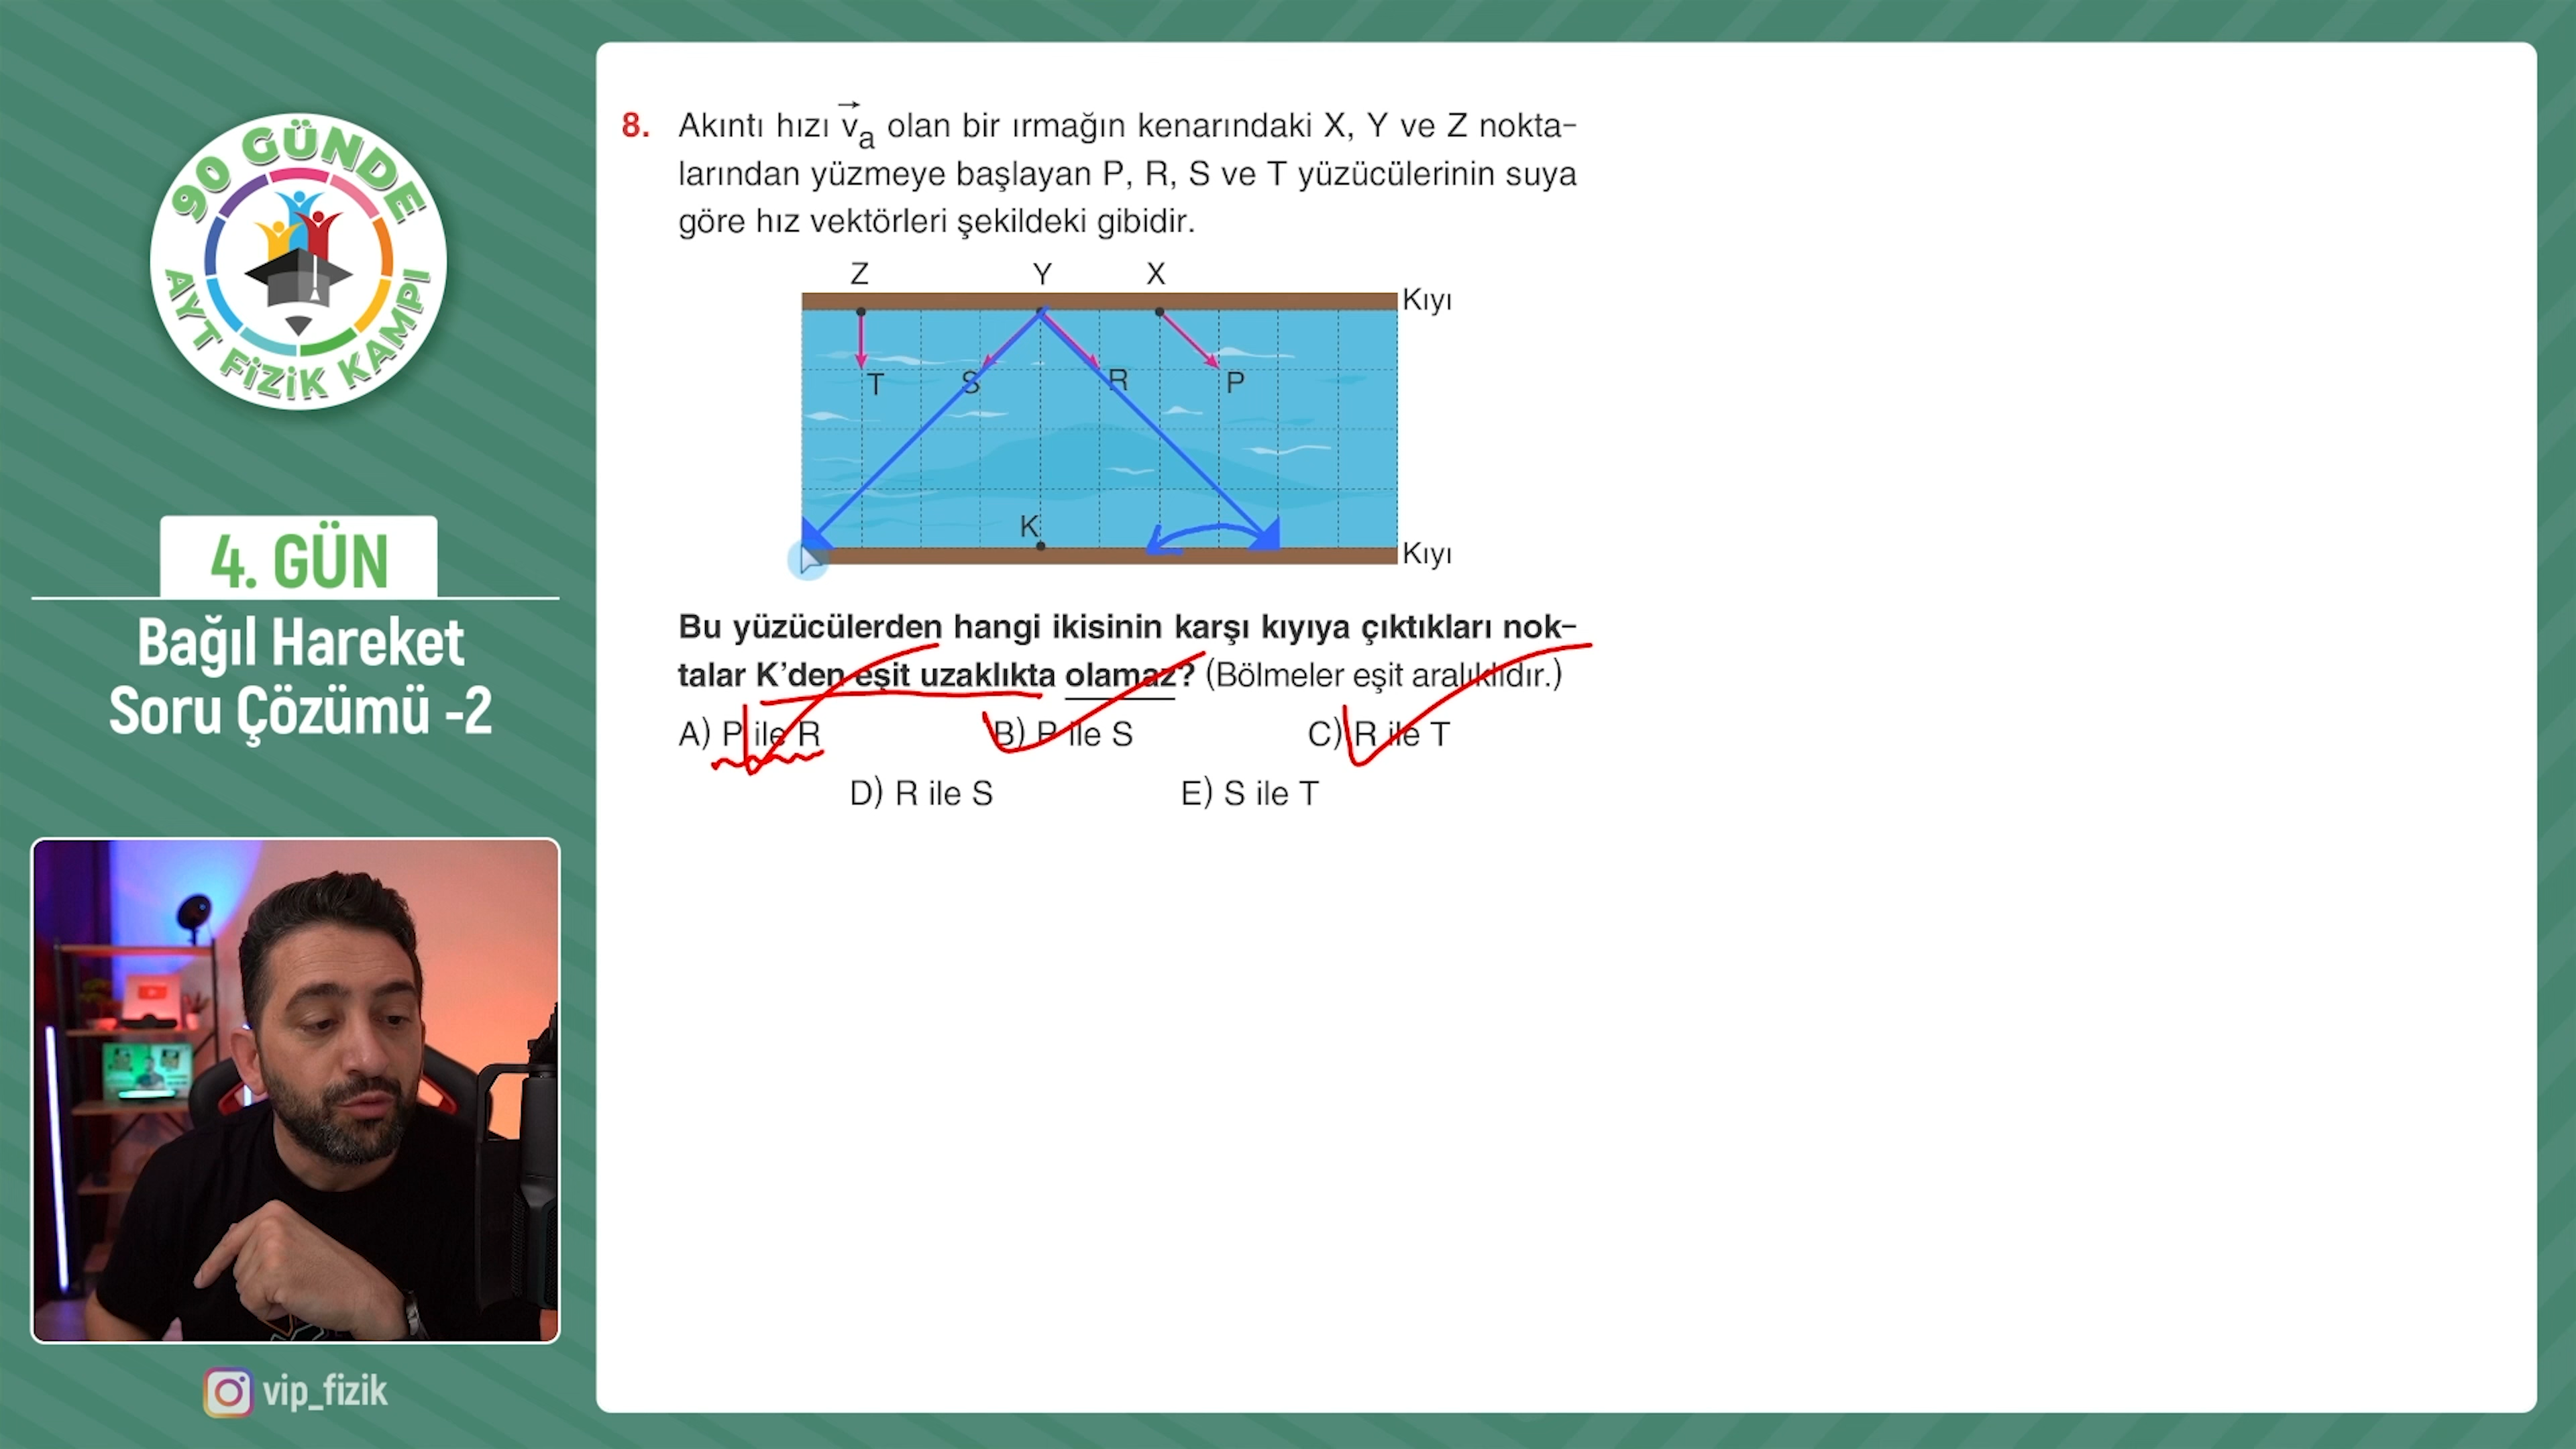 90 GÜNDE
AYT FİZİK KAMPI
4. GÜN
Bağıl Hareket
Soru Çözümü -2
vip_fizik
8. Akıntı hızı v⃗a olan bir ırmağın kenarındaki X, Y ve Z nokta-
larından yüzmeye başlayan P, R, S ve T yüzücülerinin suya
göre hız vektörleri şekildeki gibidir.
Z Y X
Kıyı
T S R P
K
Kıyı
Bu yüzücülerden hangi ikisinin karşı kıyıya çıktıkları nok-
talar K'den eşit uzaklıkta olamaz? (Bölmeler eşit aralıklıdır.)
A) P ile R B) P ile S C) R ile T
D) R ile S E) S ile T